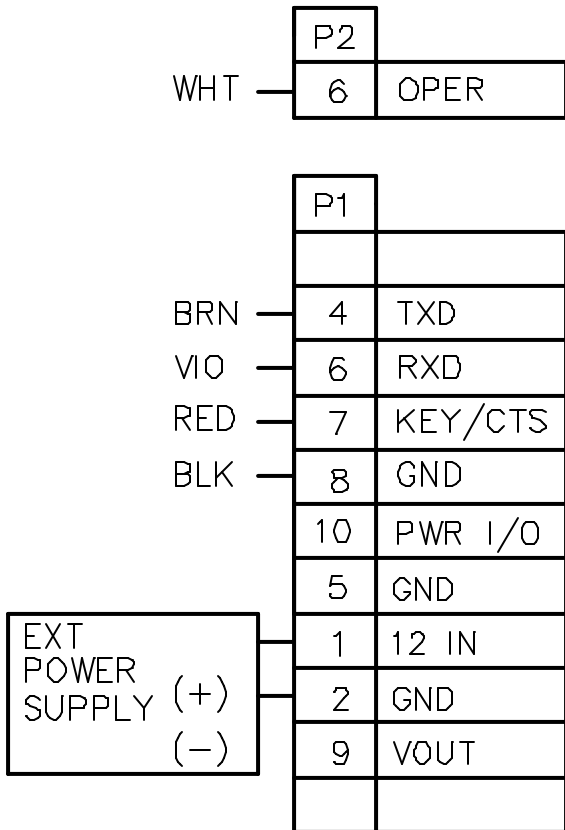 P2
WHT 6 OPER
P1
BRN 4 TXD
VIO 6 RXD
RED 7 KEY/CTS
BLK 8 GND
10 PWR I/O
5 GND
EXT
POWER
SUPPLY (+)
(-)
1 12 IN
2 GND
9 VOUT